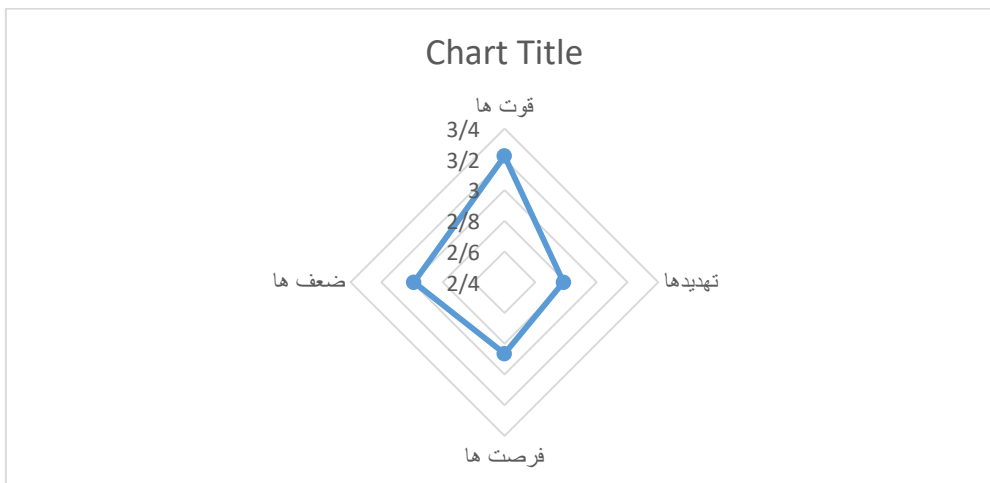 Chart Title
قوت ها
3/4
3/2
3
2/8
2/6
2/4
ضعف ها
تهدیدها
فرصت ها